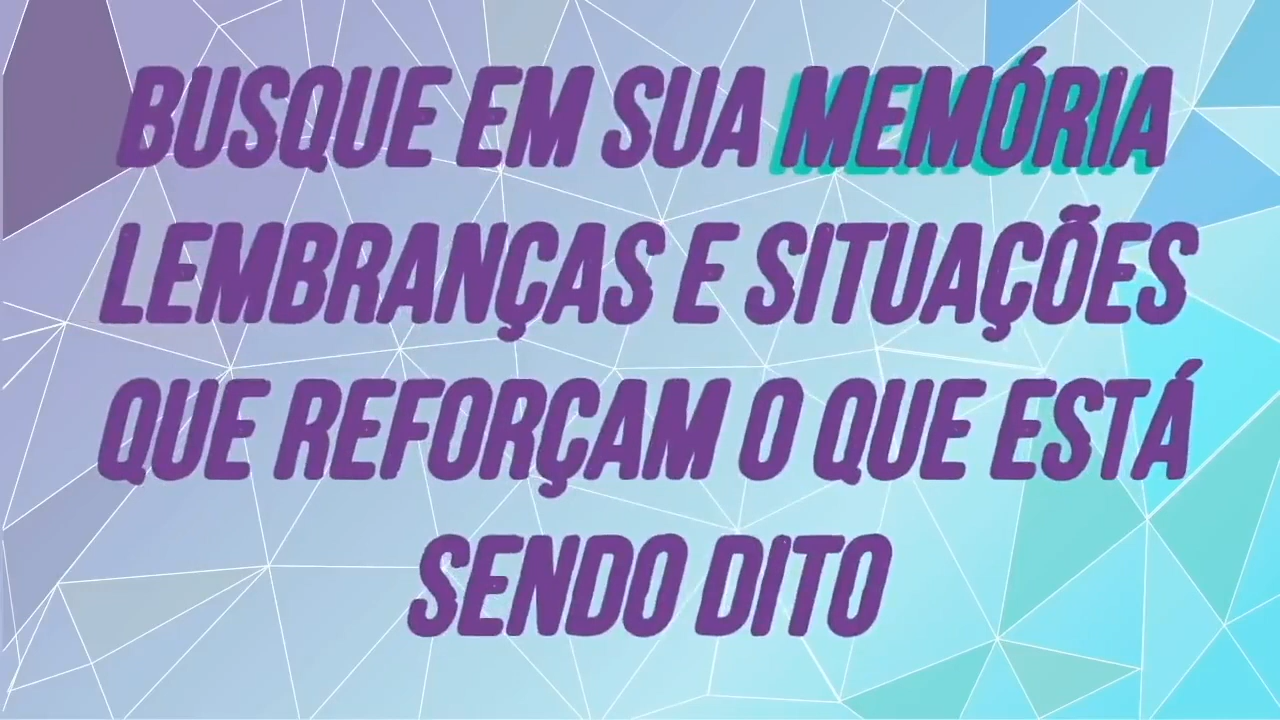 BUSQUE EM SUA MEMÓRIA
LEMBRANÇAS E SITUAÇÕES
QUE REFORÇAM O QUE ESTÁ
SENDO DITO